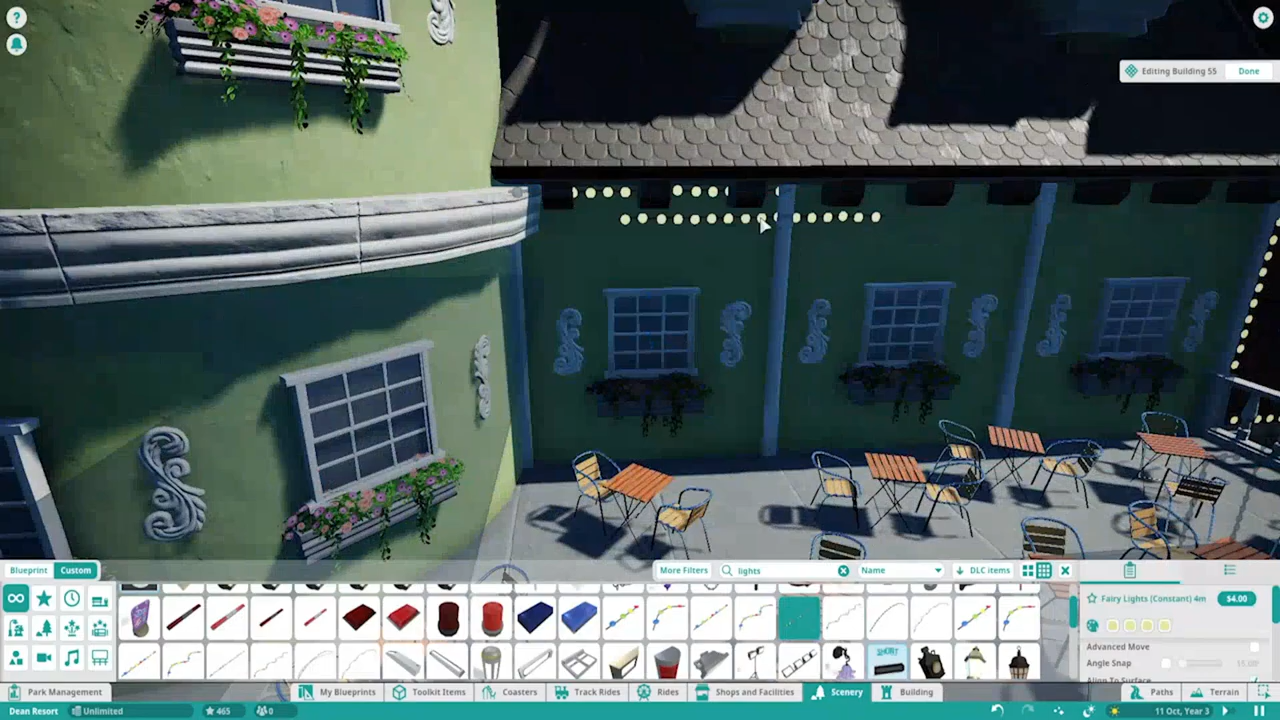 ?
Editing Building 55
Done
Blueprint
Custom
More Filters
lights
Name
DLC items
Fairy Lights (Constant) 4m
$4.00
Advanced Move
Angle Snap
SHORT
Park Management
My Blueprints
Toolkit Items
Coasters
Track Rides
Rides
Shops and Facilities
Scenery
Building
Paths
Terrain
Dean Resort
Unlimited
465
0
11 Oct, Year 3